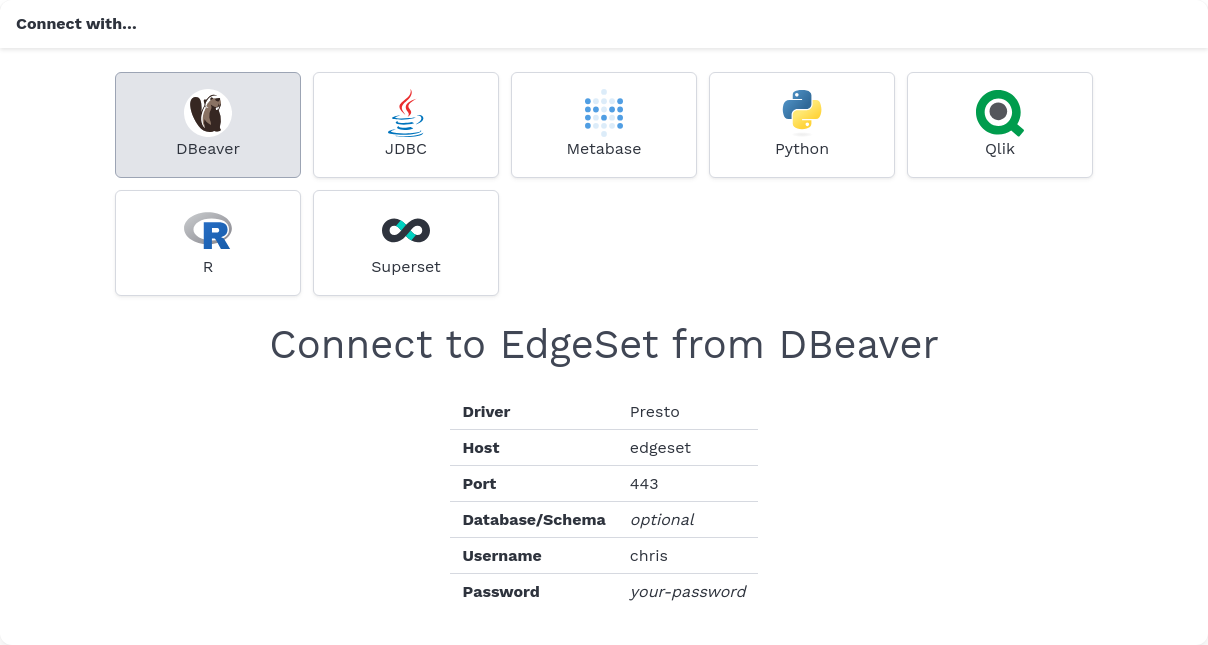 Connect with...
DBeaver JDBC Metabase Python Qlik
R Superset
Connect to EdgeSet from DBeaver
Driver Presto
Host edgeset
Port 443
Database/Schema optional
Username chris
Password your-password